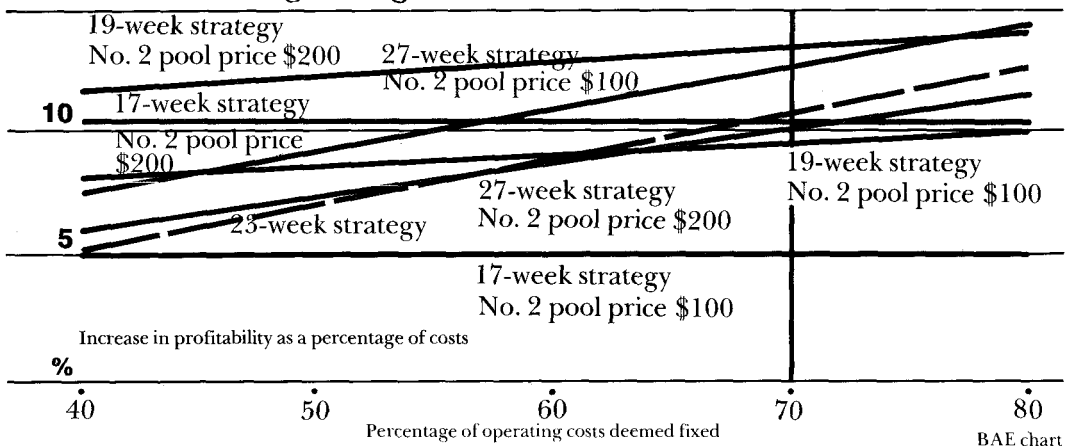 19-week strategy
No. 2 pool price $200
27-week strategy
No. 2 pool price $100
10
17-week strategy
No. 2 pool price
$200
19-week strategy
No. 2 pool price $100
27-week strategy
No. 2 pool price $200
23-week strategy
5
17-week strategy
No. 2 pool price $100
Increase in profitability as a percentage of costs
%
40 50 60 70 80
Percentage of operating costs deemed fixed
BAE chart